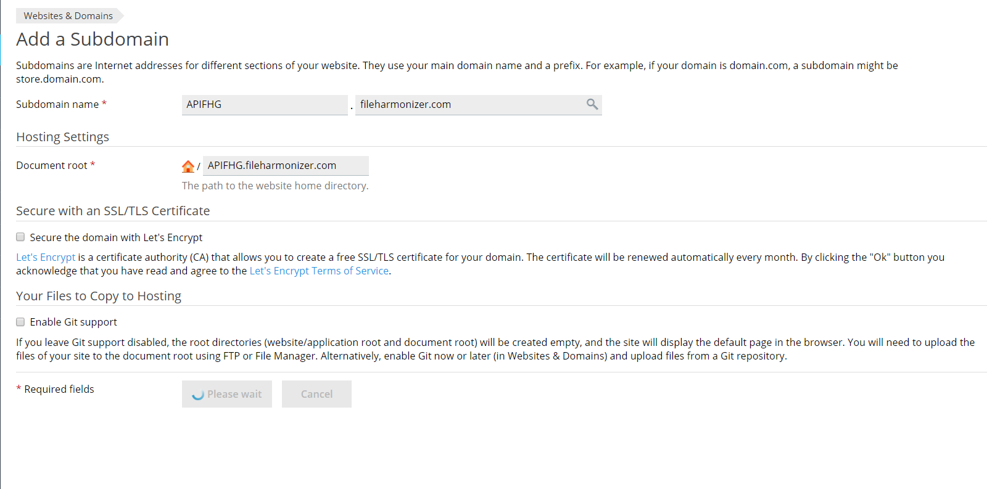 Websites & Domains
Add a Subdomain
Subdomains are Internet addresses for different sections of your website. They use your main domain name and a prefix. For example, if your domain is domain.com, a subdomain might be
store.domain.com.
Subdomain name * APIFHG . fileharmonizer.com
Hosting Settings
Document root * / APIFHG.fileharmonizer.com
The path to the website home directory.
Secure with an SSL/TLS Certificate
Secure the domain with Let's Encrypt
Let's Encrypt is a certificate authority (CA) that allows you to create a free SSL/TLS certificate for your domain. The certificate will be renewed automatically every month. By clicking the "Ok" button you
acknowledge that you have read and agree to the Let's Encrypt Terms of Service.
Your Files to Copy to Hosting
Enable Git support
If you leave Git support disabled, the root directories (website/application root and document root) will be created empty, and the site will display the default page in the browser. You will need to upload the
files of your site to the document root using FTP or File Manager. Alternatively, enable Git now or later (in Websites & Domains) and upload files from a Git repository.
* Required fields Please wait Cancel